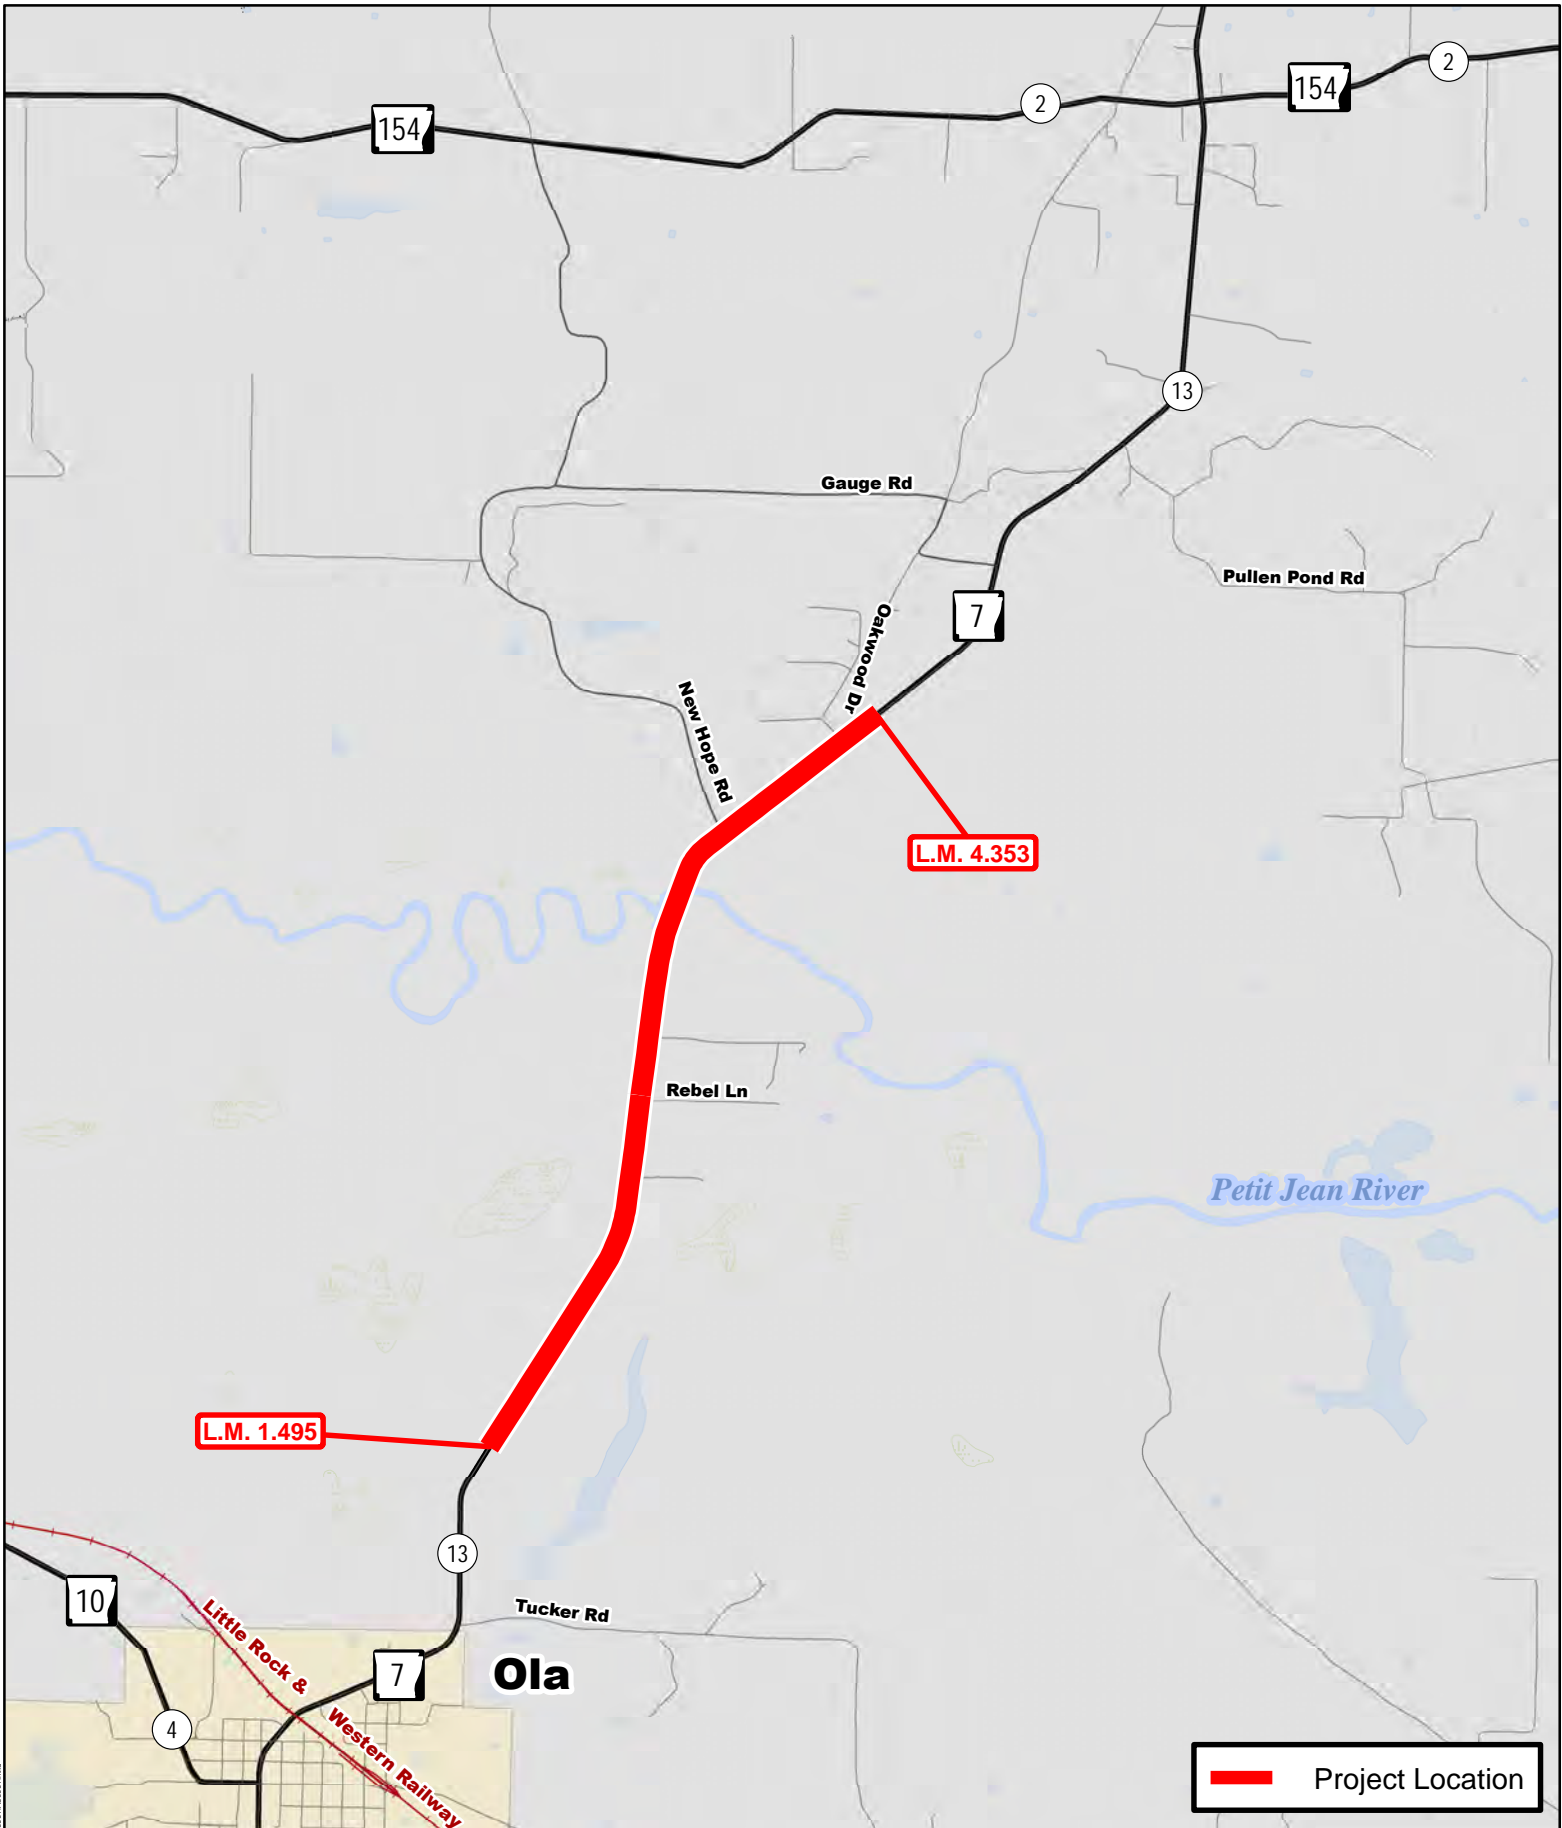 2
154
2
154
13
Gauge Rd
Pullen Pond Rd
7
Oakwood Dr
New Hope Rd
L.M. 4.353
Rebel Ln
Petit Jean River
L.M. 1.495
13
10
Little Rock &
Western Railway
Tucker Rd
7
Ola
4
Project Location